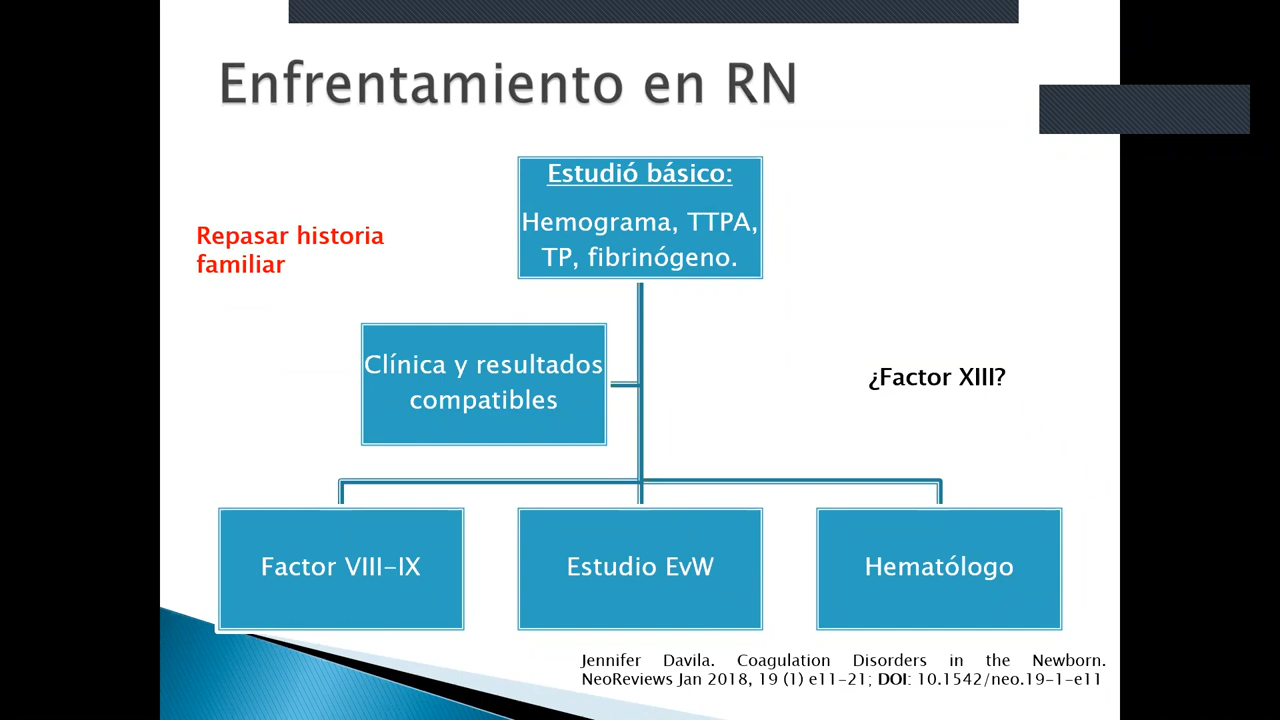 Enfrentamiento en RN
Estudió básico:
Hemograma, TTPA,
TP, fibrinógeno.
Repasar historia
familiar
Clínica y resultados
compatibles
¿Factor XIII?
Factor VIII-IX
Estudio EvW
Hematólogo
Jennifer Davila. Coagulation Disorders in the Newborn.
NeoReviews Jan 2018, 19 (1) e11-21; DOI: 10.1542/neo.19-1-e11